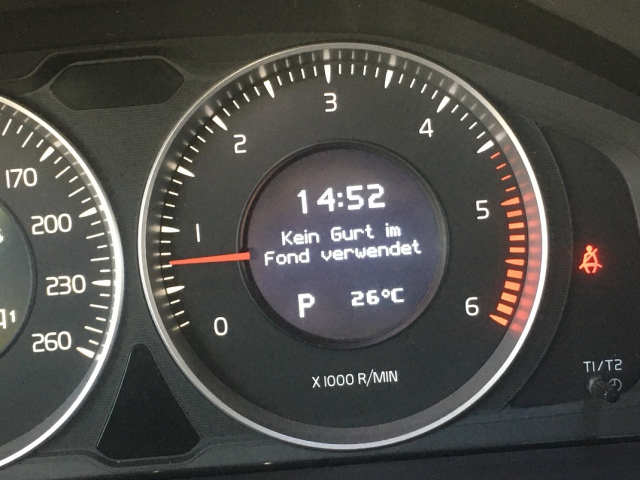 170
200
230
260
0
1
2
3
4
5
6
14:52
Kein Gurt im
Fond verwendet
P 26°C
X 1000 R/MIN
T1/T2